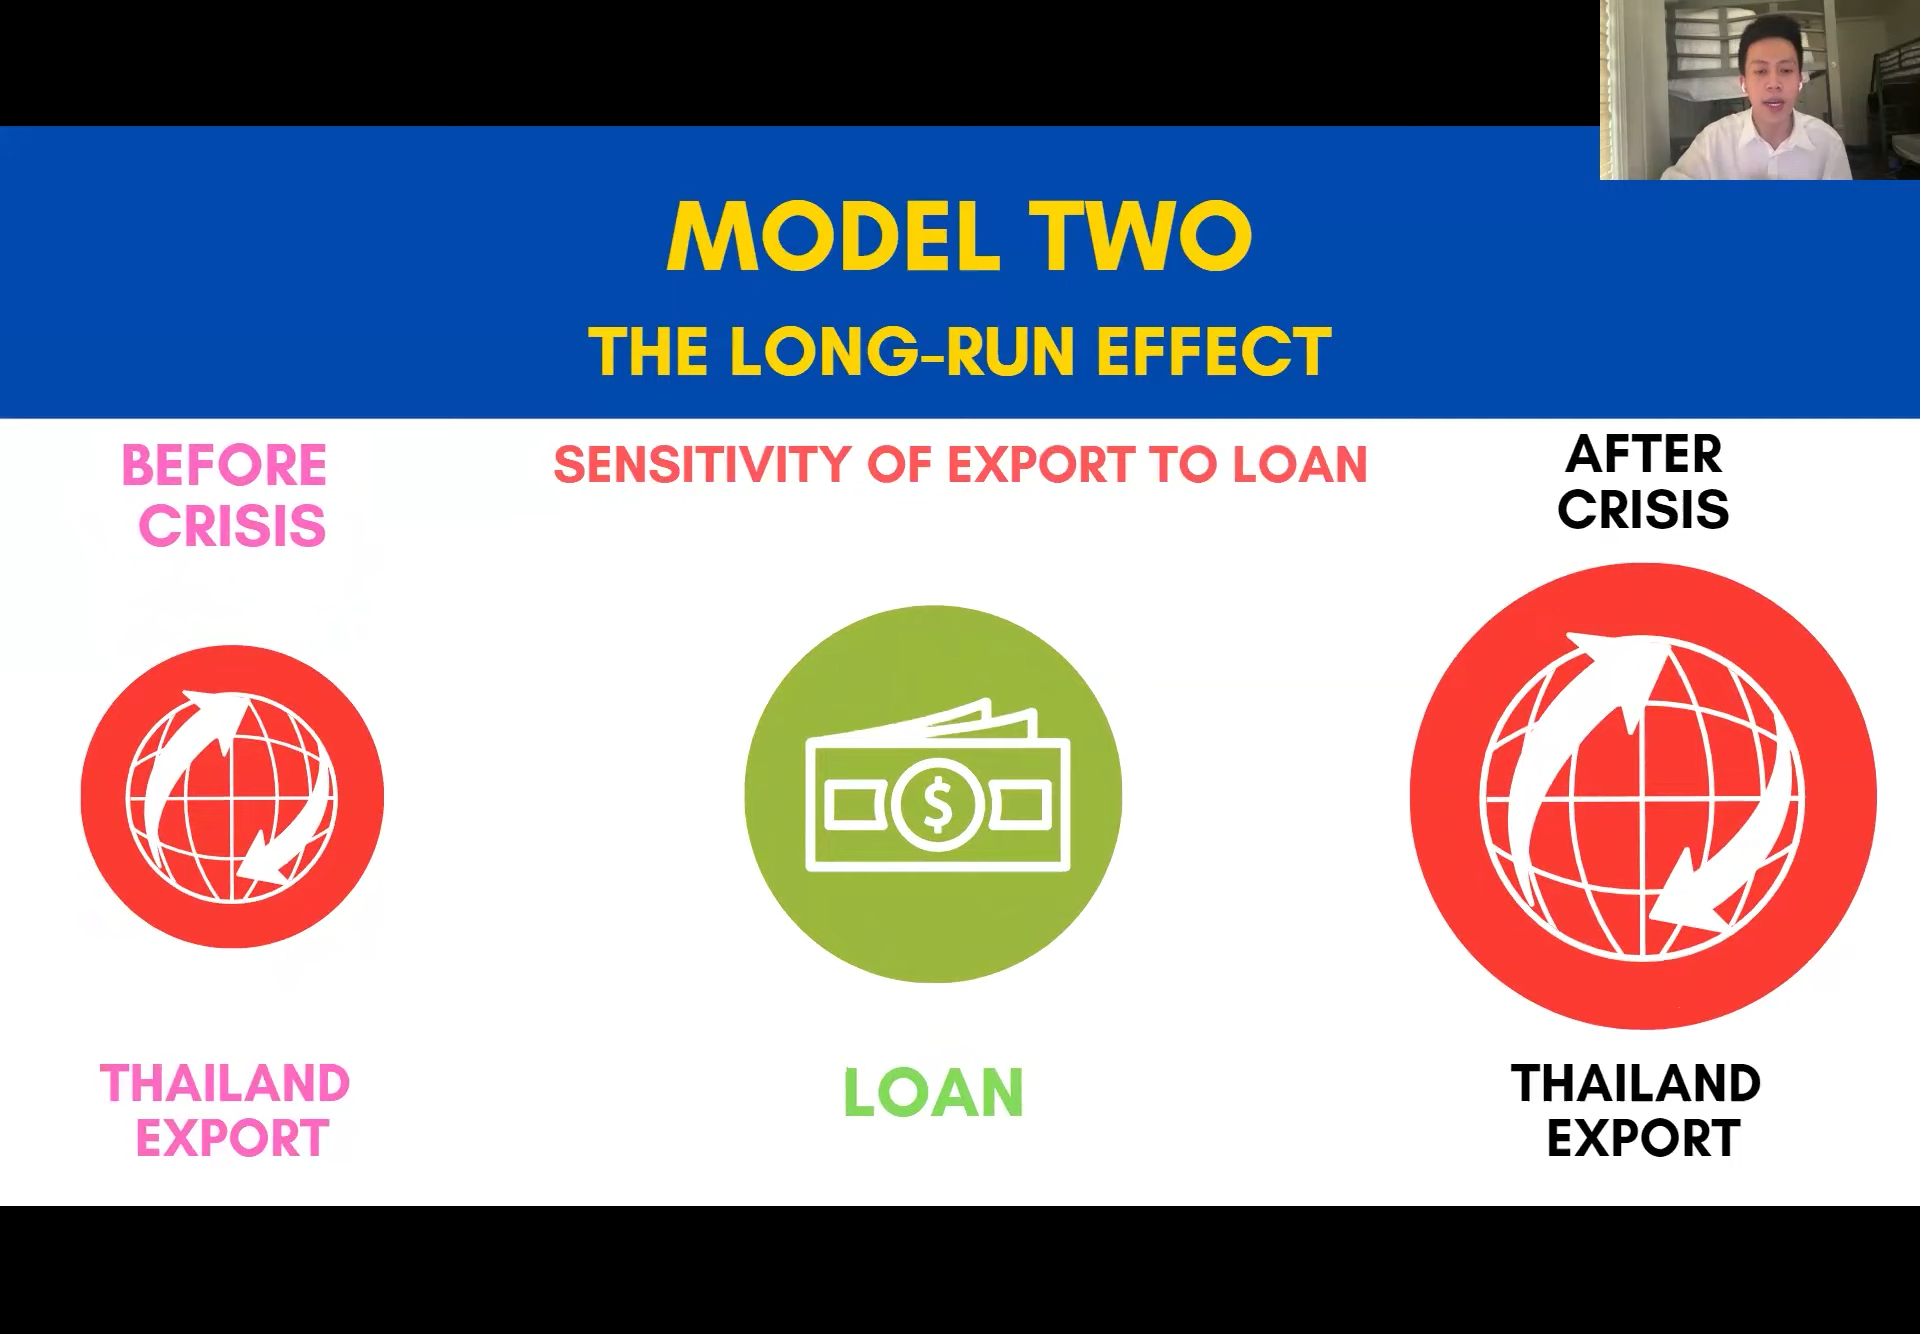 MODEL TWO
THE LONG-RUN EFFECT
BEFORE
CRISIS
SENSITIVITY OF EXPORT TO LOAN
AFTER
CRISIS
$
THAILAND
EXPORT
LOAN
THAILAND
EXPORT